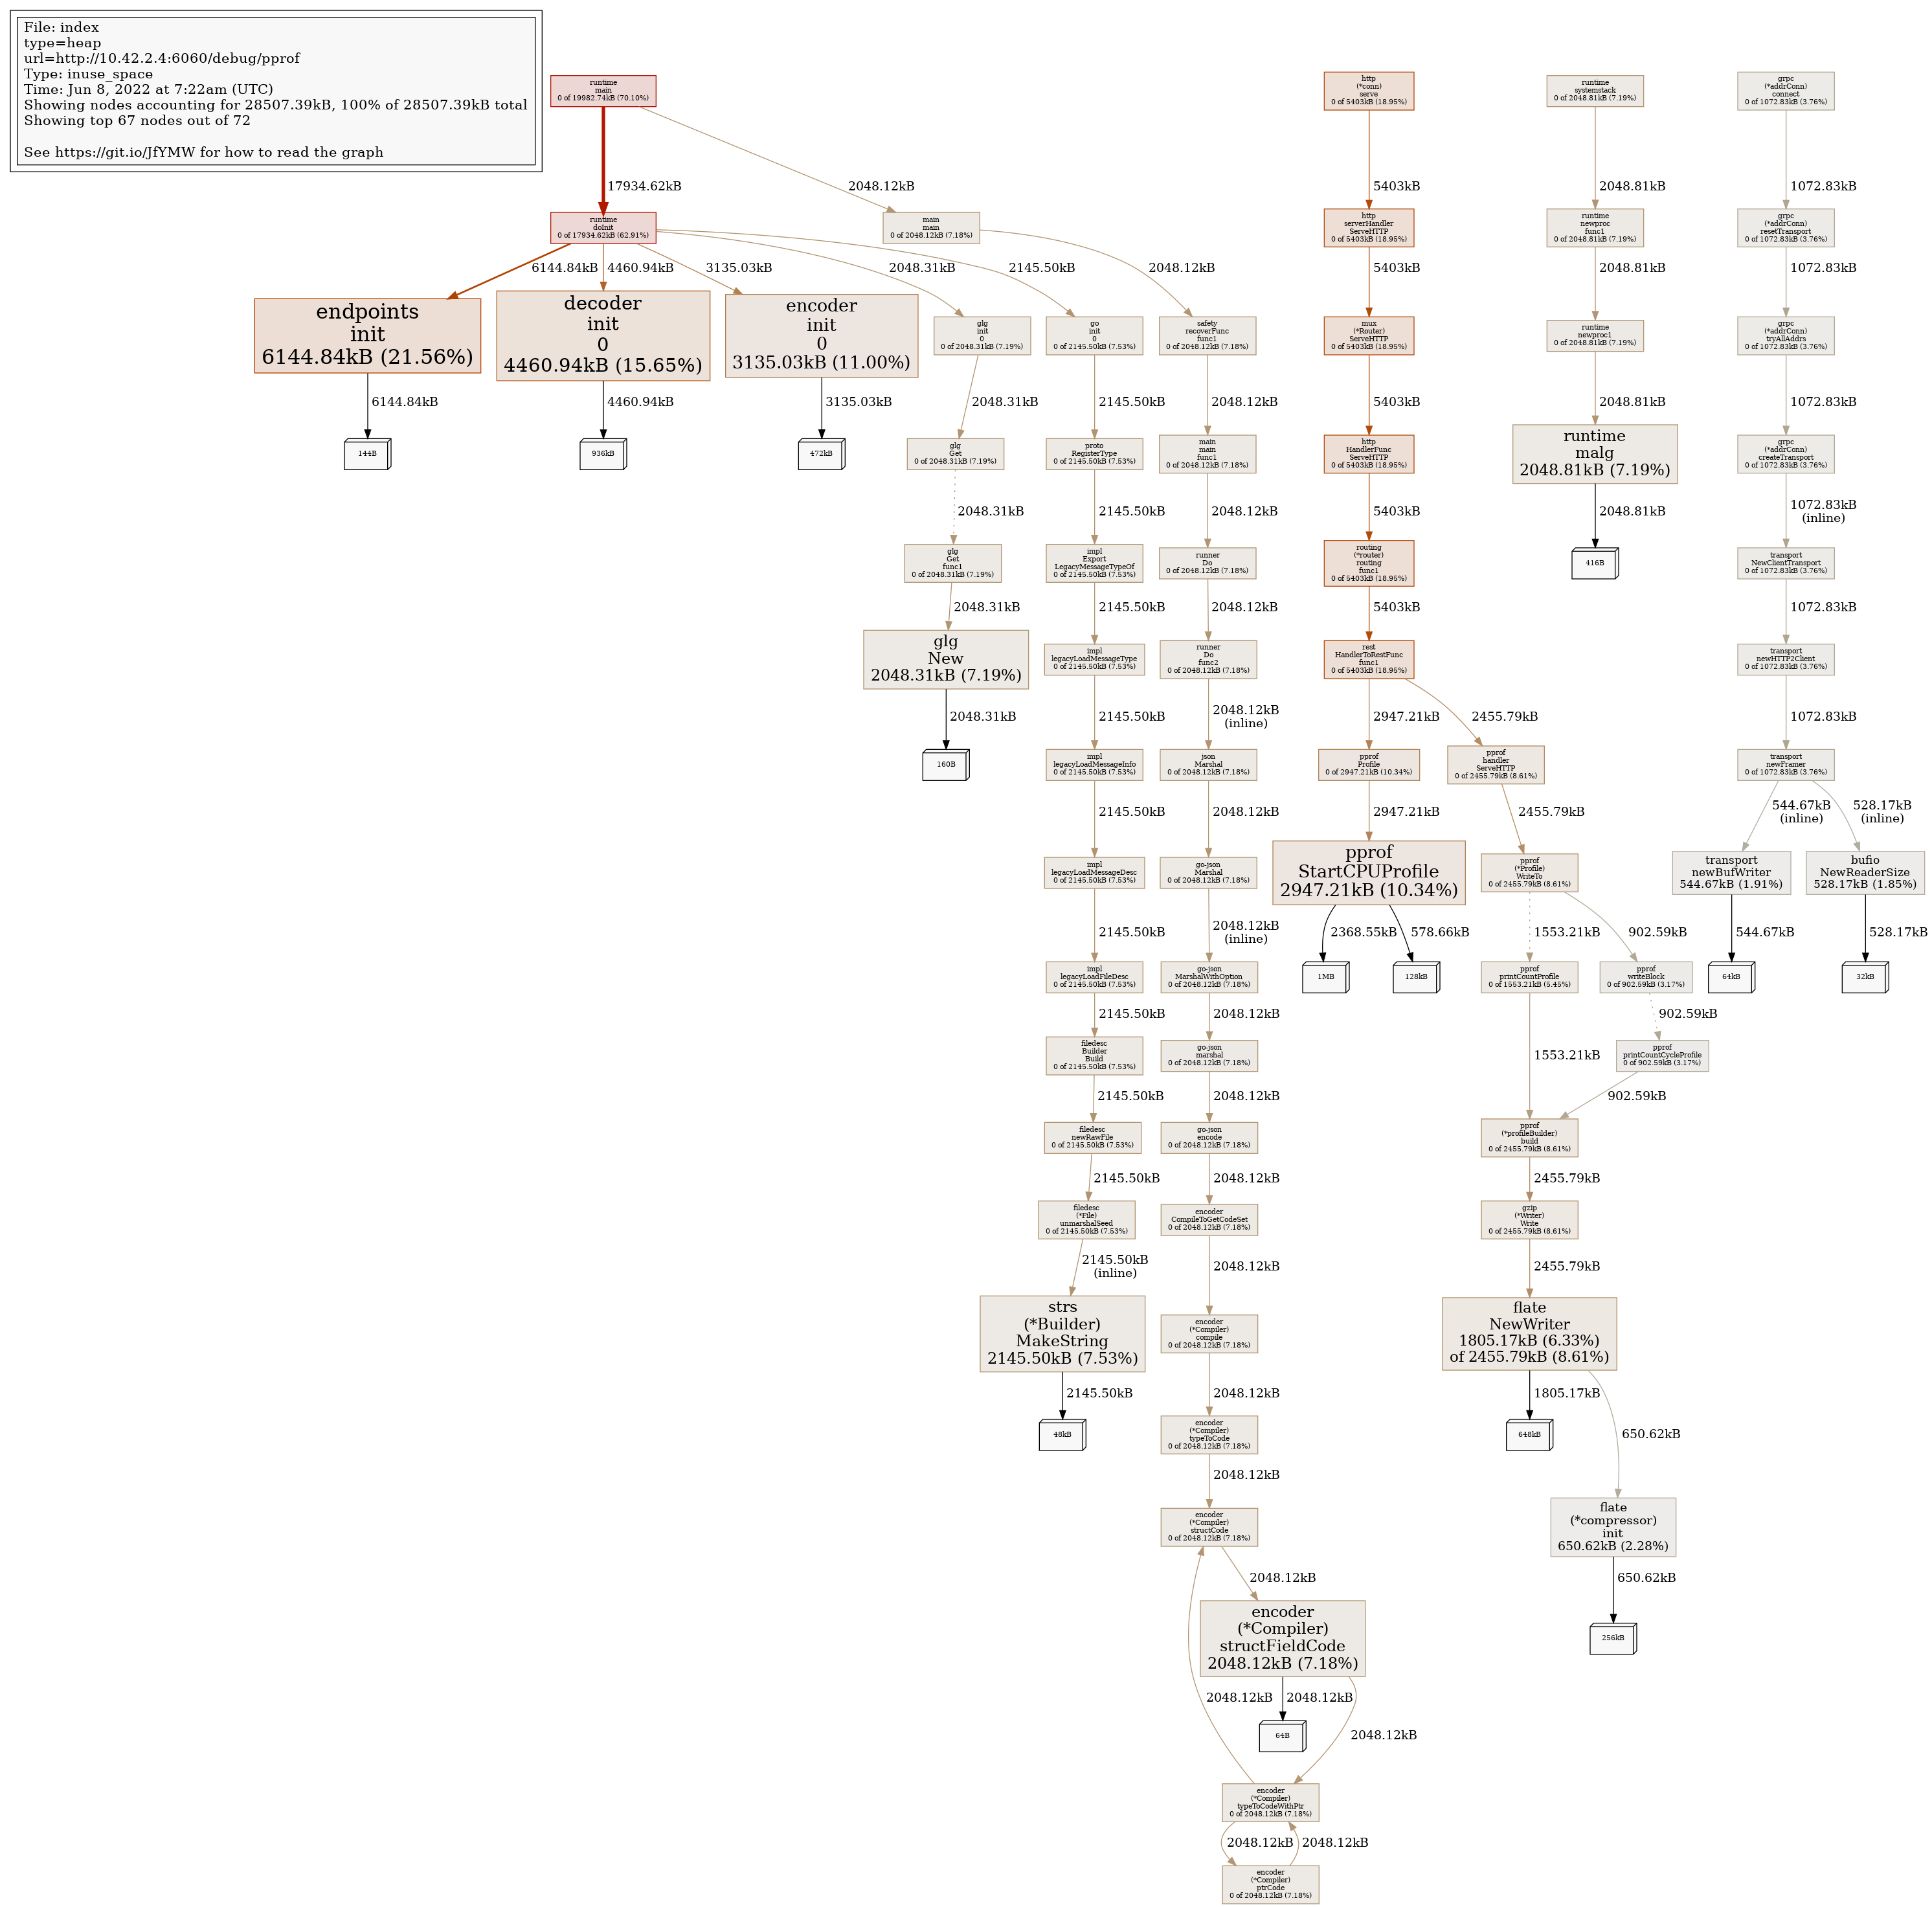 File: index
type=heap
url=http://10.42.2.4:6060/debug/pprof
Type: inuse_space
Time: Jun 8, 2022 at 7:22am (UTC)
Showing nodes accounting for 28507.39kB, 100% of 28507.39kB total
Showing top 67 nodes out of 72
See https://git.io/JfYMW for how to read the graph
runtime
main
0 of 19982.74kB (70.10%)
17934.62kB
2048.12kB
runtime
doInit
0 of 17934.62kB (62.91%)
main
main
0 of 2048.12kB (7.18%)
6144.84kB
4460.94kB
3135.03kB
2048.31kB
2145.50kB
2048.12kB
endpoints
init
6144.84kB (21.56%)
6144.84kB
144B
decoder
init
0
4460.94kB (15.65%)
4460.94kB
936kB
encoder
init
0
3135.03kB (11.00%)
3135.03kB
472kB
glg
init
0
0 of 2048.31kB (7.19%)
2048.31kB
glg
Get
0 of 2048.31kB (7.19%)
2048.31kB
glg
Get
func1
0 of 2048.31kB (7.19%)
2048.31kB
glg
New
2048.31kB (7.19%)
2048.31kB
160B
go
init
0
0 of 2145.50kB (7.53%)
2145.50kB
proto
RegisterType
0 of 2145.50kB (7.53%)
2145.50kB
impl
Export
LegacyMessageTypeOf
0 of 2145.50kB (7.53%)
2145.50kB
impl
legacyLoadMessageType
0 of 2145.50kB (7.53%)
2145.50kB
impl
legacyLoadMessageInfo
0 of 2145.50kB (7.53%)
2145.50kB
impl
legacyLoadMessageDesc
0 of 2145.50kB (7.53%)
2145.50kB
impl
legacyLoadFileDesc
0 of 2145.50kB (7.53%)
2145.50kB
filedesc
Builder
Build
0 of 2145.50kB (7.53%)
2145.50kB
filedesc
newRawFile
0 of 2145.50kB (7.53%)
2145.50kB
filedesc
(*File)
unmarshalSeed
0 of 2145.50kB (7.53%)
2145.50kB
(inline)
strs
(*Builder)
MakeString
2145.50kB (7.53%)
2145.50kB
48kB
safety
recoverFunc
func1
0 of 2048.12kB (7.18%)
2048.12kB
main
main
func1
0 of 2048.12kB (7.18%)
2048.12kB
runner
Do
0 of 2048.12kB (7.18%)
2048.12kB
runner
Do
func2
0 of 2048.12kB (7.18%)
2048.12kB
(inline)
json
Marshal
0 of 2048.12kB (7.18%)
2048.12kB
go-json
Marshal
0 of 2048.12kB (7.18%)
2048.12kB
(inline)
go-json
MarshalWithOption
0 of 2048.12kB (7.18%)
2048.12kB
go-json
marshal
0 of 2048.12kB (7.18%)
2048.12kB
go-json
encode
0 of 2048.12kB (7.18%)
2048.12kB
encoder
CompileToGetCodeSet
0 of 2048.12kB (7.18%)
2048.12kB
encoder
(*Compiler)
compile
0 of 2048.12kB (7.18%)
2048.12kB
encoder
(*Compiler)
typeToCode
0 of 2048.12kB (7.18%)
2048.12kB
encoder
(*Compiler)
structCode
0 of 2048.12kB (7.18%)
2048.12kB
encoder
(*Compiler)
structFieldCode
2048.12kB (7.18%)
2048.12kB
2048.12kB
64B
2048.12kB
encoder
(*Compiler)
typeToCodeWithPtr
0 of 2048.12kB (7.18%)
2048.12kB
2048.12kB
encoder
(*Compiler)
ptrCode
0 of 2048.12kB (7.18%)
http
(*conn)
serve
0 of 5403kB (18.95%)
5403kB
http
serverHandler
ServeHTTP
0 of 5403kB (18.95%)
5403kB
mux
(*Router)
ServeHTTP
0 of 5403kB (18.95%)
5403kB
http
HandlerFunc
ServeHTTP
0 of 5403kB (18.95%)
5403kB
routing
(*router)
routing
func1
0 of 5403kB (18.95%)
5403kB
rest
HandlerToRestFunc
func1
0 of 5403kB (18.95%)
2947.21kB
2455.79kB
pprof
Profile
0 of 2947.21kB (10.34%)
2947.21kB
pprof
StartCPUProfile
2947.21kB (10.34%)
2368.55kB
578.66kB
1MB
128kB
pprof
handler
ServeHTTP
0 of 2455.79kB (8.61%)
2455.79kB
pprof
(*Profile)
WriteTo
0 of 2455.79kB (8.61%)
1553.21kB
902.59kB
pprof
printCountProfile
0 of 1553.21kB (5.45%)
pprof
writeBlock
0 of 902.59kB (3.17%)
902.59kB
pprof
printCountCycleProfile
0 of 902.59kB (3.17%)
1553.21kB
902.59kB
pprof
(*profileBuilder)
build
0 of 2455.79kB (8.61%)
2455.79kB
gzip
(*Writer)
Write
0 of 2455.79kB (8.61%)
2455.79kB
flate
NewWriter
1805.17kB (6.33%)
of 2455.79kB (8.61%)
1805.17kB
648kB
650.62kB
flate
(*compressor)
init
650.62kB (2.28%)
650.62kB
256kB
runtime
systemstack
0 of 2048.81kB (7.19%)
2048.81kB
runtime
newproc
func1
0 of 2048.81kB (7.19%)
2048.81kB
runtime
newproc1
0 of 2048.81kB (7.19%)
2048.81kB
runtime
malg
2048.81kB (7.19%)
2048.81kB
416B
grpc
(*addrConn)
connect
0 of 1072.83kB (3.76%)
1072.83kB
grpc
(*addrConn)
resetTransport
0 of 1072.83kB (3.76%)
1072.83kB
grpc
(*addrConn)
tryAllAddrs
0 of 1072.83kB (3.76%)
1072.83kB
grpc
(*addrConn)
createTransport
0 of 1072.83kB (3.76%)
1072.83kB
(inline)
transport
NewClientTransport
0 of 1072.83kB (3.76%)
1072.83kB
transport
newHTTP2Client
0 of 1072.83kB (3.76%)
1072.83kB
transport
newFramer
0 of 1072.83kB (3.76%)
544.67kB
(inline)
528.17kB
(inline)
transport
newBufWriter
544.67kB (1.91%)
544.67kB
64kB
bufio
NewReaderSize
528.17kB (1.85%)
528.17kB
32kB